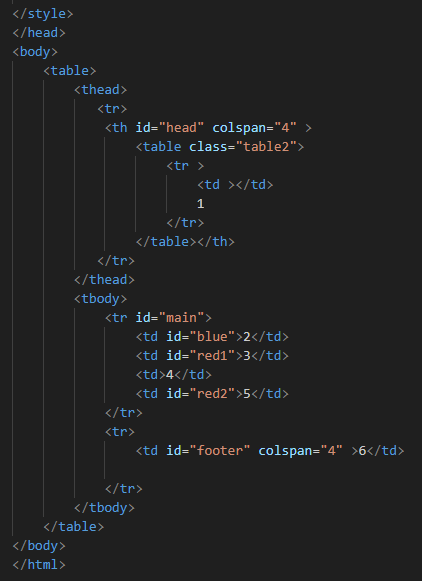 </style>
</head>
<body>
    <table>
        <thead>
           <tr>
            <th id="head" colspan="4" >
                <table class="table2">
                    <tr >
                        <td ></td>
                        1
                    </tr>
                </table></th>
           </tr>
        </thead>
        <tbody>
            <tr id="main">
                <td id="blue">2</td>
                <td id="red1">3</td>
                <td>4</td>
                <td id="red2">5</td>
            </tr>
            <tr>
                <td id="footer" colspan="4" >6</td>
            </tr>
        </tbody>
    </table>
</body>
</html>